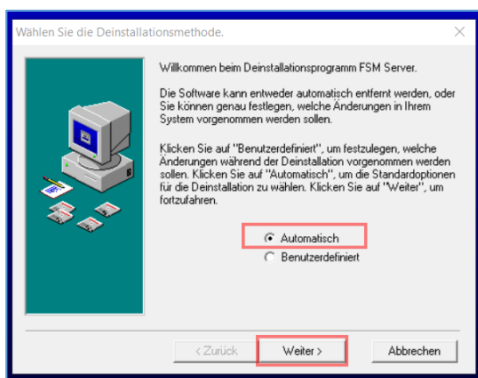 Wählen Sie die Deinstallationsmethode.
Willkommen beim Deinstallationsprogramm FSM Server.
Die Software kann entweder automatisch entfernt werden, oder
Sie können genau festlegen, welche Änderungen in Ihrem
System vorgenommen werden sollen.
Klicken Sie auf "Benutzerdefiniert", um festzulegen, welche
Änderungen während der Deinstallation vorgenommen werden
sollen. Klicken Sie auf "Automatisch", um die Standardoptionen
für die Deinstallation zu wählen. Klicken Sie auf "Weiter", um
fortzufahren.
Automatisch
Benutzerdefiniert
< Zurück Weiter > Abbrechen